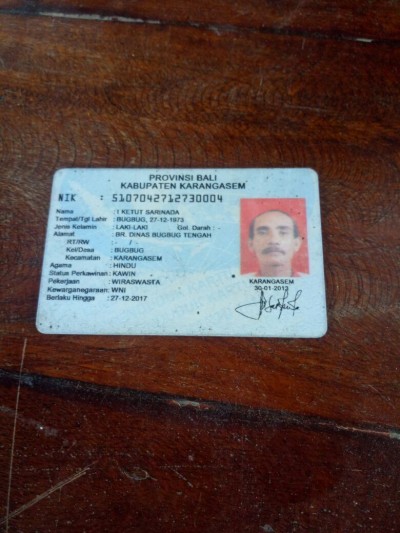 PROVINSI BALI
KABUPATEN KARANGASEM
NIK : 5107042712730004
Nama : I KETUT SARINADA
Tempat/Tgl Lahir : BUGBUG, 27-12-1973
Jenis Kelamin : LAKI-LAKI Gol. Darah : -
Alamat : BR. DINAS BUGBUG TENGAH
RT/RW : - / -
Kel/Desa : BUGBUG
Kecamatan : KARANGASEM
Agama : HINDU
Status Perkawinan : KAWIN
Pekerjaan : WIRASWASTA
Kewarganegaraan : WNI
Berlaku Hingga : 27-12-2017
KARANGASEM
30-01-2013